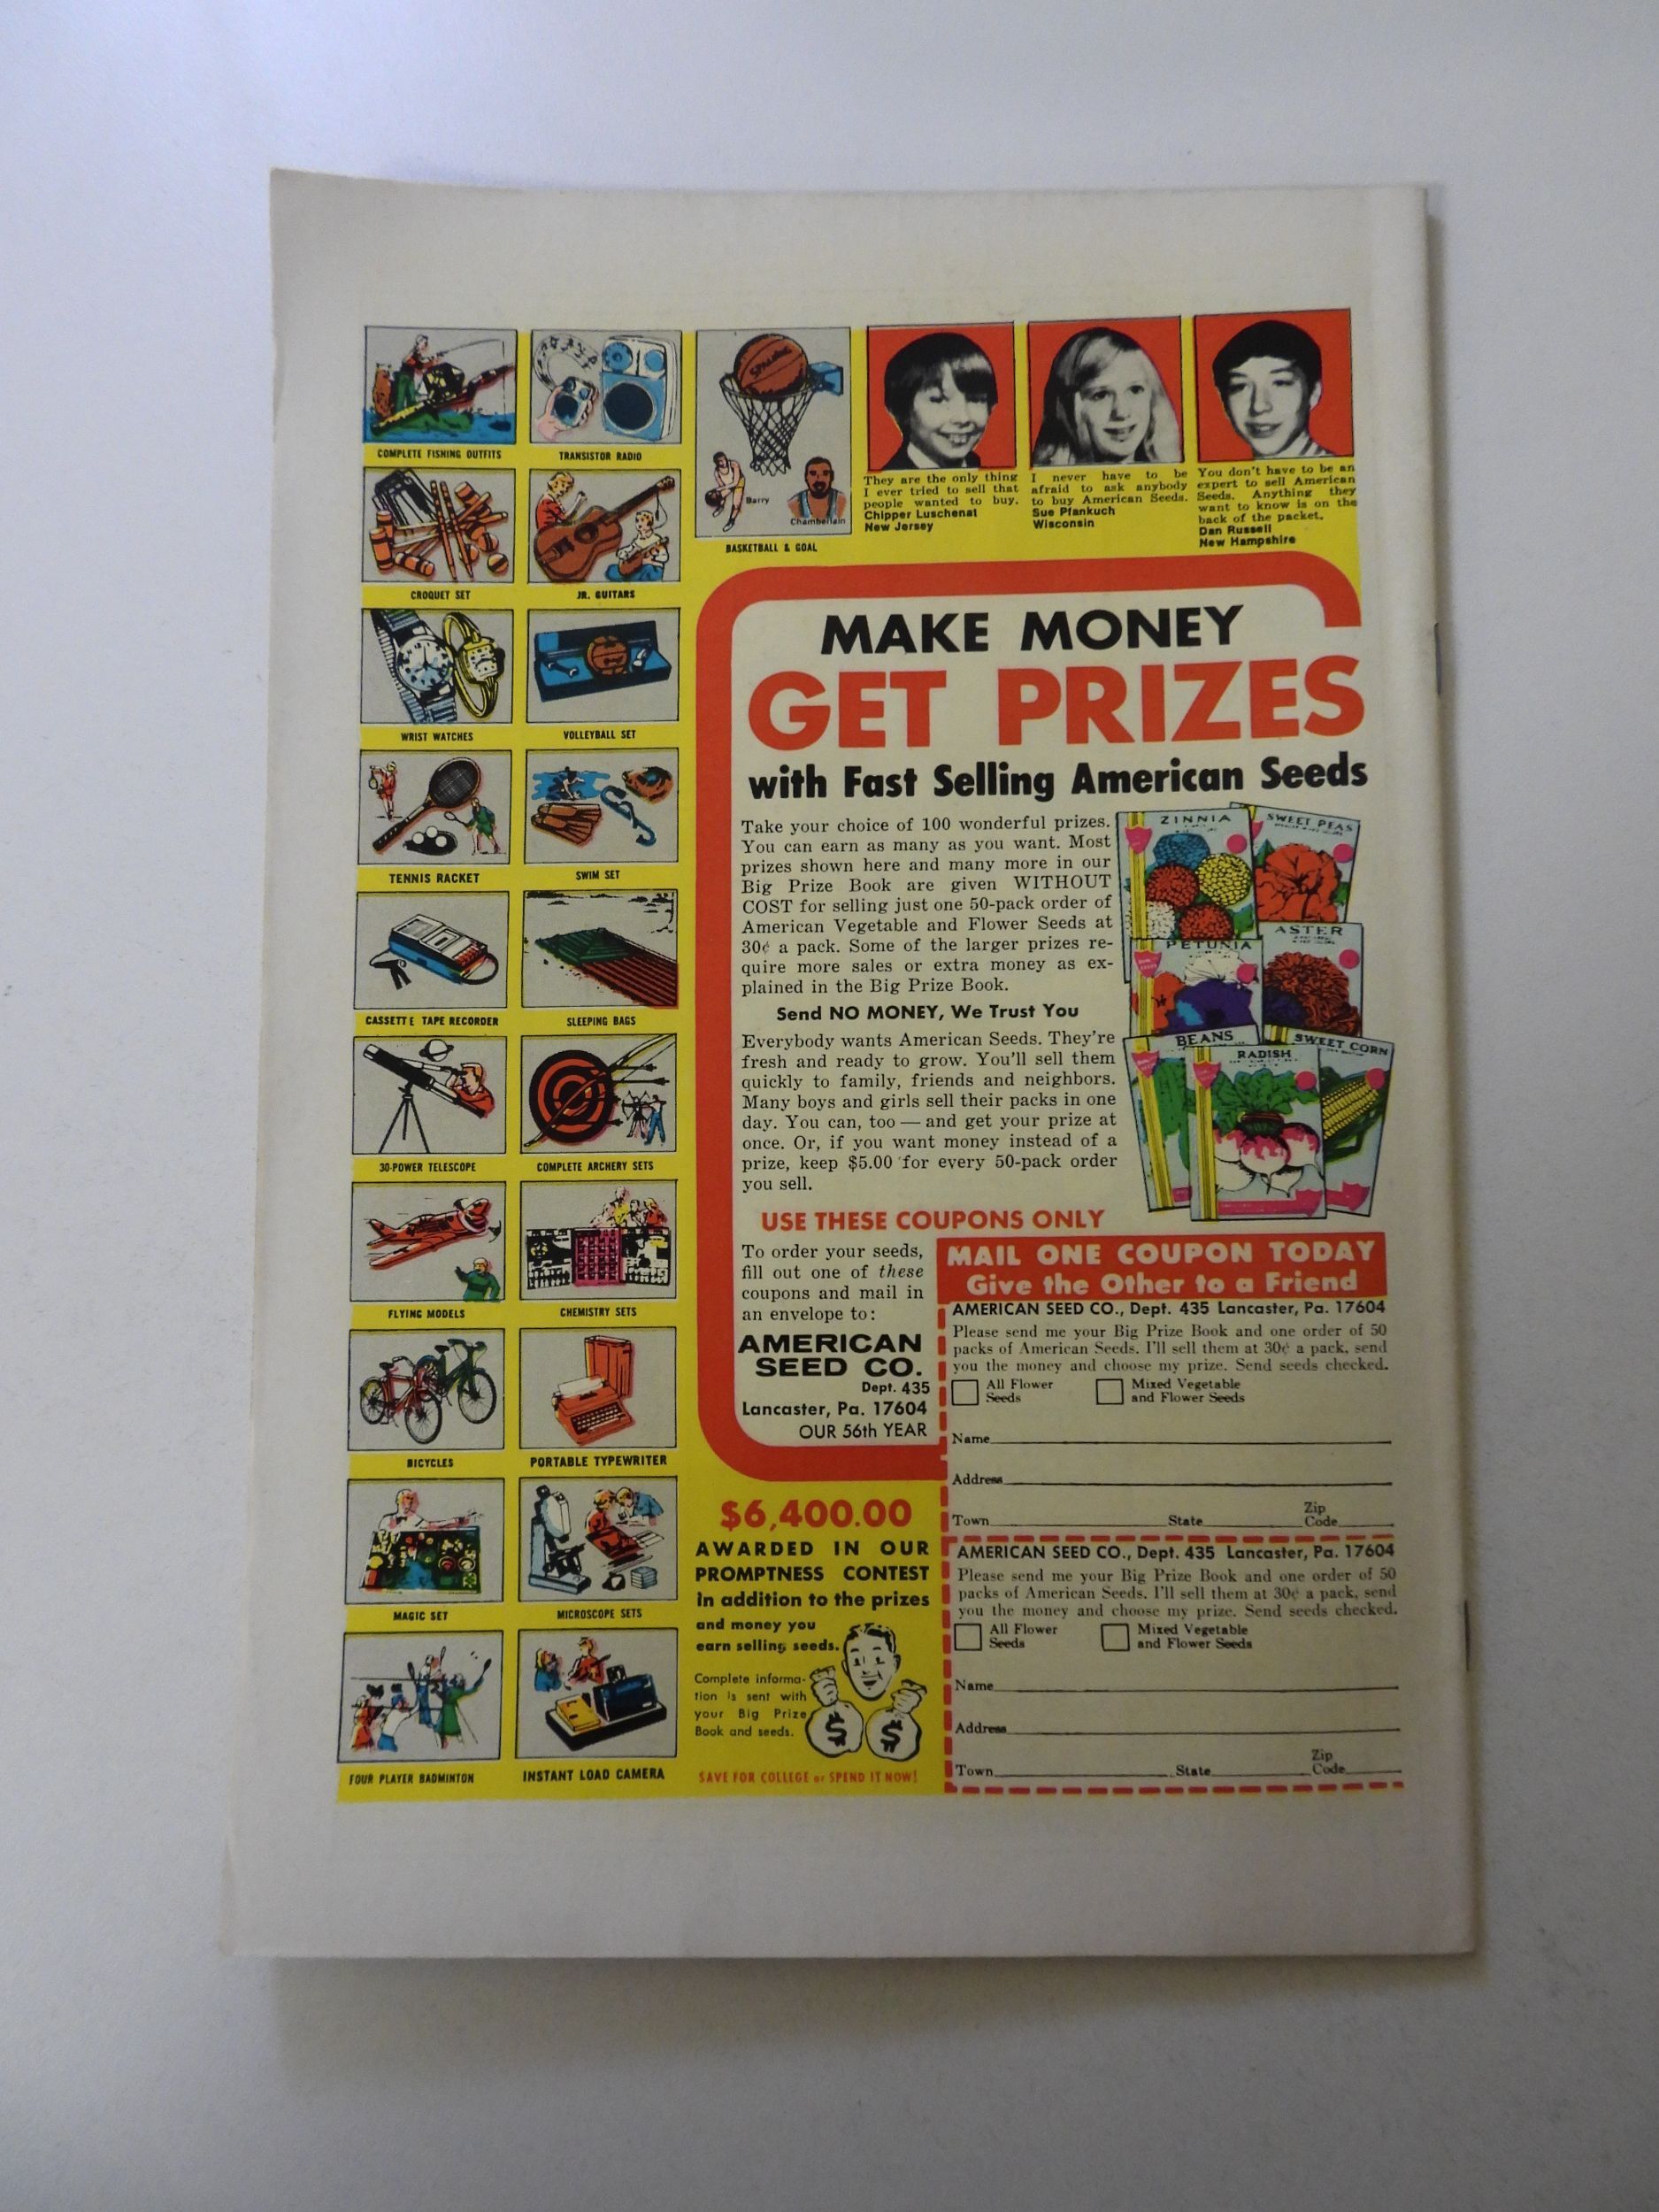 COMPLETE FISHING OUTFITS
TRANSISTOR RADIO
Spalding
Barry
Chamberlain
BASKETBALL & GOAL
They are the only thing
I ever tried to sell that
people wanted to buy.
Chipper Luschenat
New Jersey
I never have to be
afraid to ask anybody
to buy American Seeds.
Sue Pfankuch
Wisconsin
You don't have to be an
expert to sell American
Seeds. Anything they
want to know is on the
back of the packet.
Dan Russell
New Hampshire
CROQUET SET
JR. GUITARS
WRIST WATCHES
VOLLEYBALL SET
TENNIS RACKET
SWIM SET
CASSETTE TAPE RECORDER
SLEEPING BAGS
30-POWER TELESCOPE
COMPLETE ARCHERY SETS
FLYING MODELS
CHEMISTRY SETS
BICYCLES
PORTABLE TYPEWRITER
MAGIC SET
MICROSCOPE SETS
FOUR PLAYER BADMINTON
INSTANT LOAD CAMERA
MAKE MONEY
GET PRIZES
with Fast Selling American Seeds
Take your choice of 100 wonderful prizes.
You can earn as many as you want. Most
prizes shown here and many more in our
Big Prize Book are given WITHOUT
COST for selling just one 50-pack order of
American Vegetable and Flower Seeds at
30¢ a pack. Some of the larger prizes re-
quire more sales or extra money as ex-
plained in the Big Prize Book.
Send NO MONEY, We Trust You
Everybody wants American Seeds. They're
fresh and ready to grow. You'll sell them
quickly to family, friends and neighbors.
Many boys and girls sell their packs in one
day. You can, too — and get your prize at
once. Or, if you want money instead of a
prize, keep $5.00 for every 50-pack order
you sell.
ZINNIA
SWEET PEAS
PETUNIA
ASTER
BEANS
RADISH
SWEET CORN
USE THESE COUPONS ONLY
To order your seeds,
fill out one of these
coupons and mail in
an envelope to:
AMERICAN
SEED CO.
Dept. 435
Lancaster, Pa. 17604
OUR 56th YEAR
MAIL ONE COUPON TODAY
Give the Other to a Friend
AMERICAN SEED CO., Dept. 435 Lancaster, Pa. 17604
Please send me your Big Prize Book and one order of 50
packs of American Seeds. I'll sell them at 30¢ a pack, send
you the money and choose my prize. Send seeds checked.
All Flower Seeds
Mixed Vegetable and Flower Seeds
Name
Address
Town State Zip Code
AMERICAN SEED CO., Dept. 435 Lancaster, Pa. 17604
Please send me your Big Prize Book and one order of 50
packs of American Seeds. I'll sell them at 30¢ a pack, send
you the money and choose my prize. Send seeds checked.
All Flower Seeds
Mixed Vegetable and Flower Seeds
Name
Address
Town State Zip Code
$6,400.00
AWARDED IN OUR
PROMPTNESS CONTEST
in addition to the prizes
and money you
earn selling seeds.
Complete informa-
tion is sent with
your Big Prize
Book and seeds.
$ $
SAVE FOR COLLEGE or SPEND IT NOW!